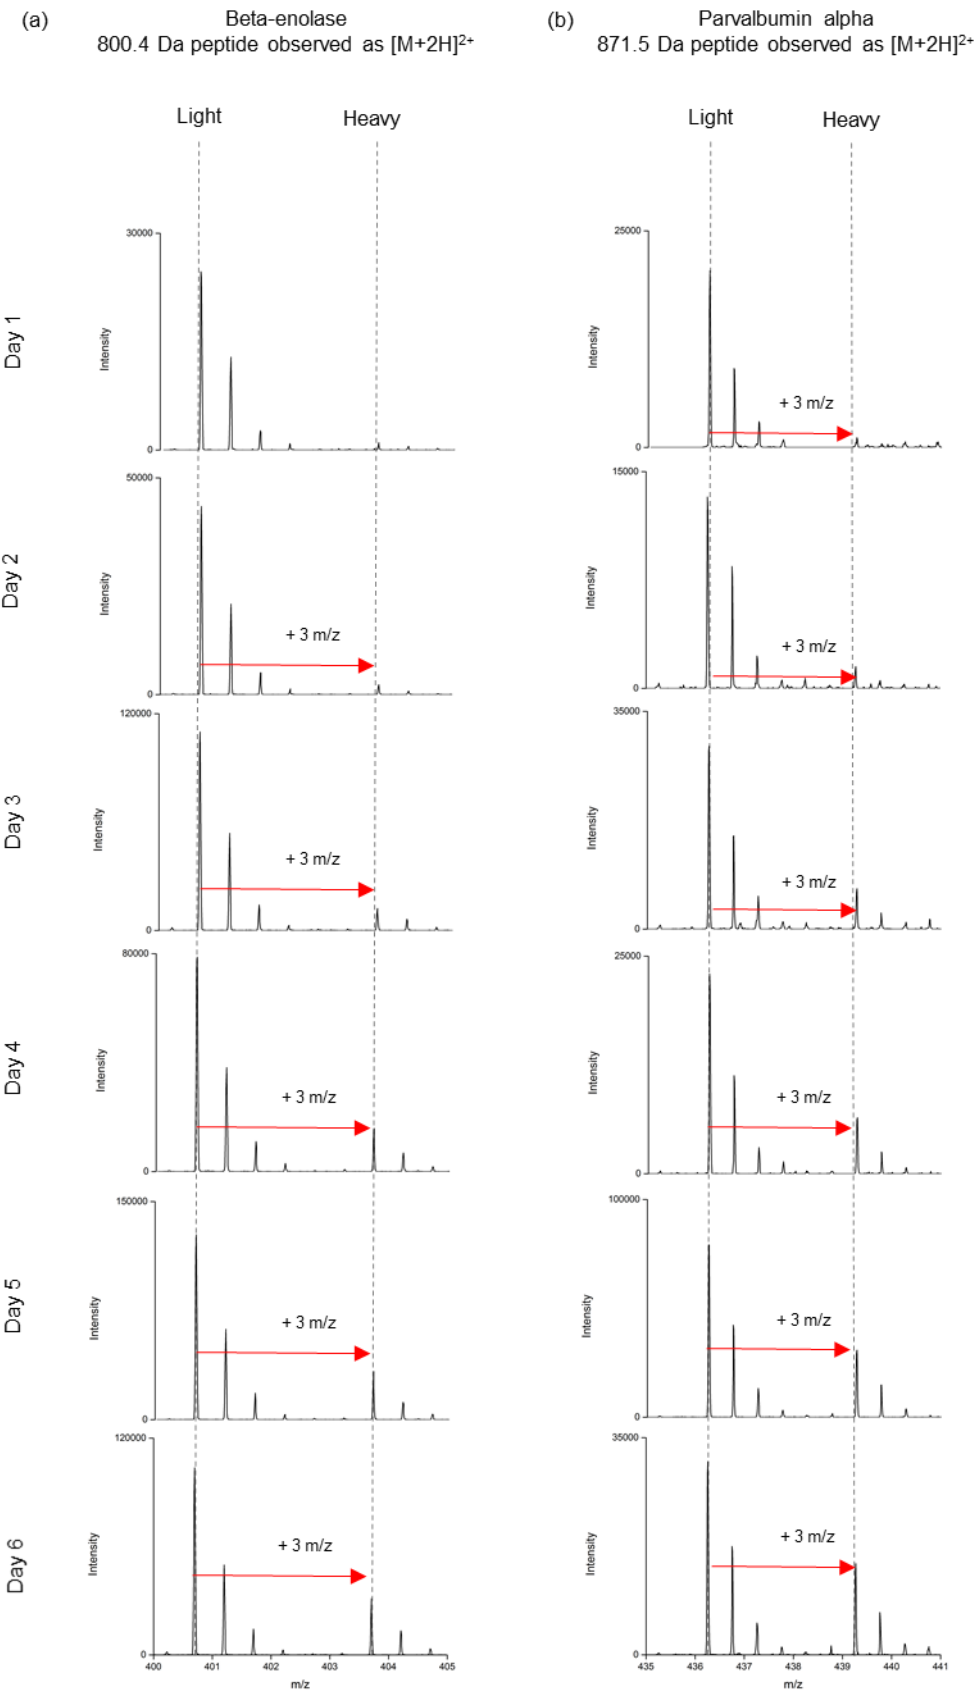 (a)
Beta-enolase
800.4 Da peptide observed as [M+2H]²⁺
(b)
Parvalbumin alpha
871.5 Da peptide observed as [M+2H]²⁺
Light
Heavy
Light
Heavy
Day 1
30000
Intensity
0
25000
Intensity
+ 3 m/z
0
Day 2
50000
Intensity
+ 3 m/z
0
15000
Intensity
+ 3 m/z
0
Day 3
120000
Intensity
+ 3 m/z
0
35000
Intensity
+ 3 m/z
0
Day 4
80000
Intensity
+ 3 m/z
0
25000
Intensity
+ 3 m/z
0
Day 5
150000
Intensity
+ 3 m/z
0
100000
Intensity
+ 3 m/z
0
Day 6
120000
Intensity
+ 3 m/z
0
400 401 402 403 404 405
m/z
35000
Intensity
+ 3 m/z
0
435 436 437 438 439 440 441
m/z